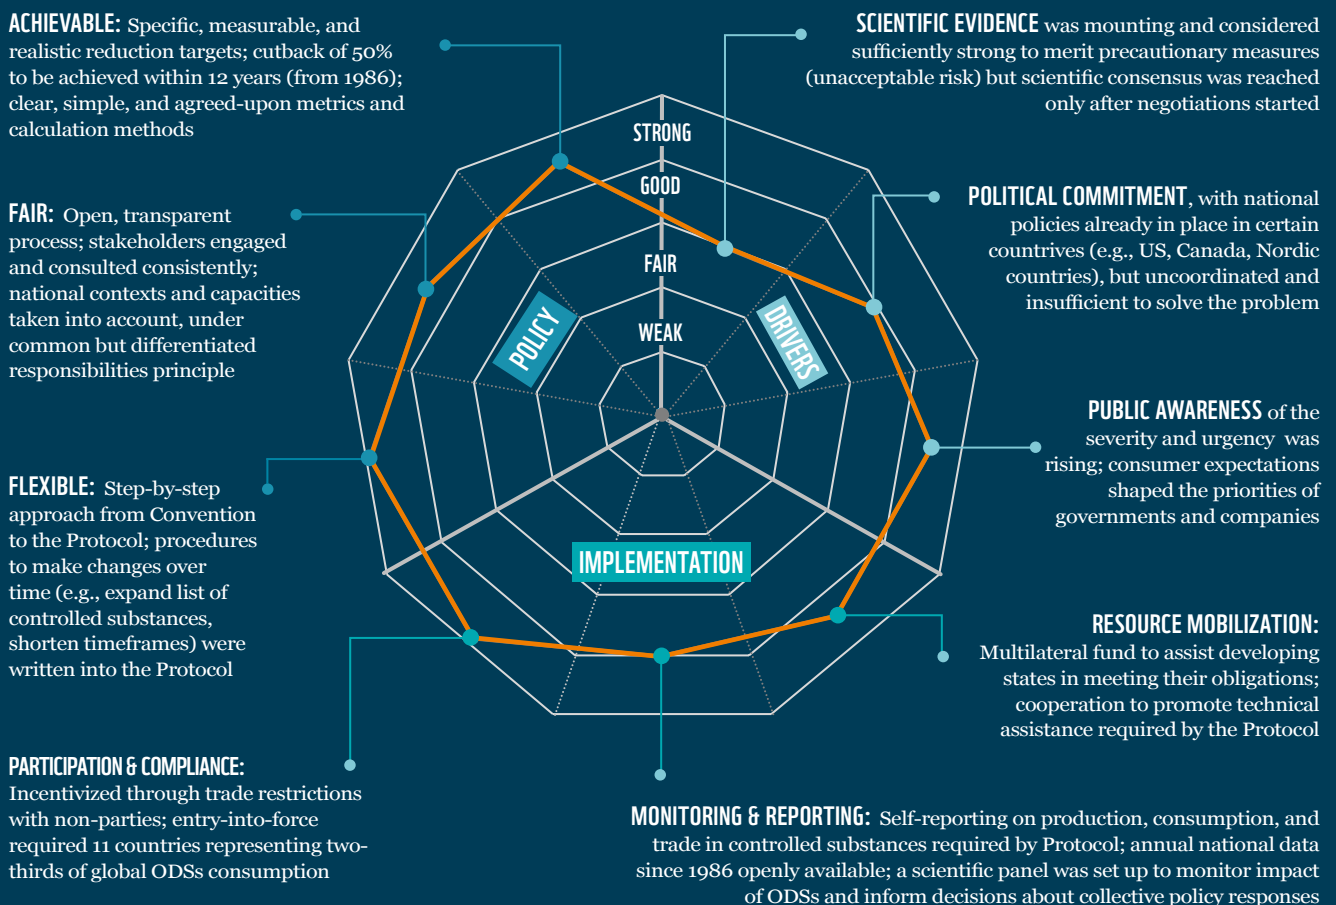 ACHIEVABLE: Specific, measurable, and
realistic reduction targets; cutback of 50%
to be achieved within 12 years (from 1986);
clear, simple, and agreed-upon metrics and
calculation methods
SCIENTIFIC EVIDENCE was mounting and considered
sufficiently strong to merit precautionary measures
(unacceptable risk) but scientific consensus was reached
only after negotiations started
STRONG
GOOD
FAIR
WEAK
POLICY
DRIVERS
IMPLEMENTATION
FAIR: Open, transparent
process; stakeholders engaged
and consulted consistently;
national contexts and capacities
taken into account, under
common but differentiated
responsibilities principle
POLITICAL COMMITMENT, with national
policies already in place in certain
countrives (e.g., US, Canada, Nordic
countries), but uncoordinated and
insufficient to solve the problem
PUBLIC AWARENESS of the
severity and urgency was
rising; consumer expectations
shaped the priorities of
governments and companies
FLEXIBLE: Step-by-step
approach from Convention
to the Protocol; procedures
to make changes over
time (e.g., expand list of
controlled substances,
shorten timeframes) were
written into the Protocol
RESOURCE MOBILIZATION:
Multilateral fund to assist developing
states in meeting their obligations;
cooperation to promote technical
assistance required by the Protocol
PARTICIPATION & COMPLIANCE:
Incentivized through trade restrictions
with non-parties; entry-into-force
required 11 countries representing two-
thirds of global ODSs consumption
MONITORING & REPORTING: Self-reporting on production, consumption, and
trade in controlled substances required by Protocol; annual national data
since 1986 openly available; a scientific panel was set up to monitor impact
of ODSs and inform decisions about collective policy responses